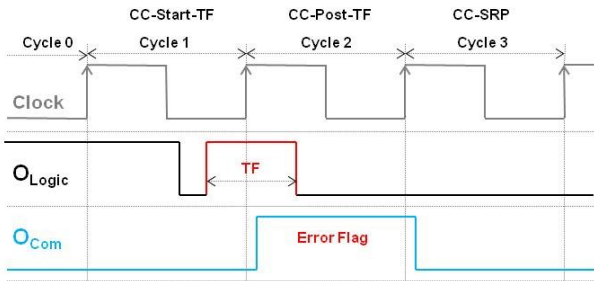 CC-Start-TF CC-Post-TF CC-SRP
Cycle 0 Cycle 1 Cycle 2 Cycle 3
Clock
TF
OLogic
Error Flag
OCom